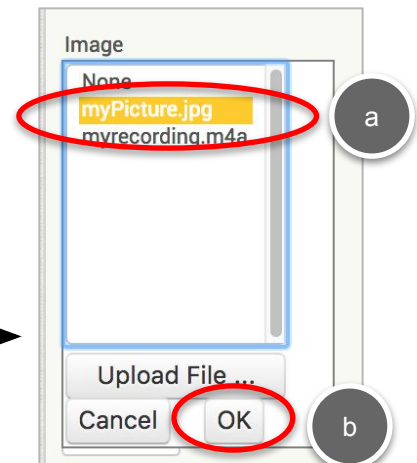 Image
None
myPicture.jpg
a
myrecording.m4a
Upload File ...
Cancel OK
b